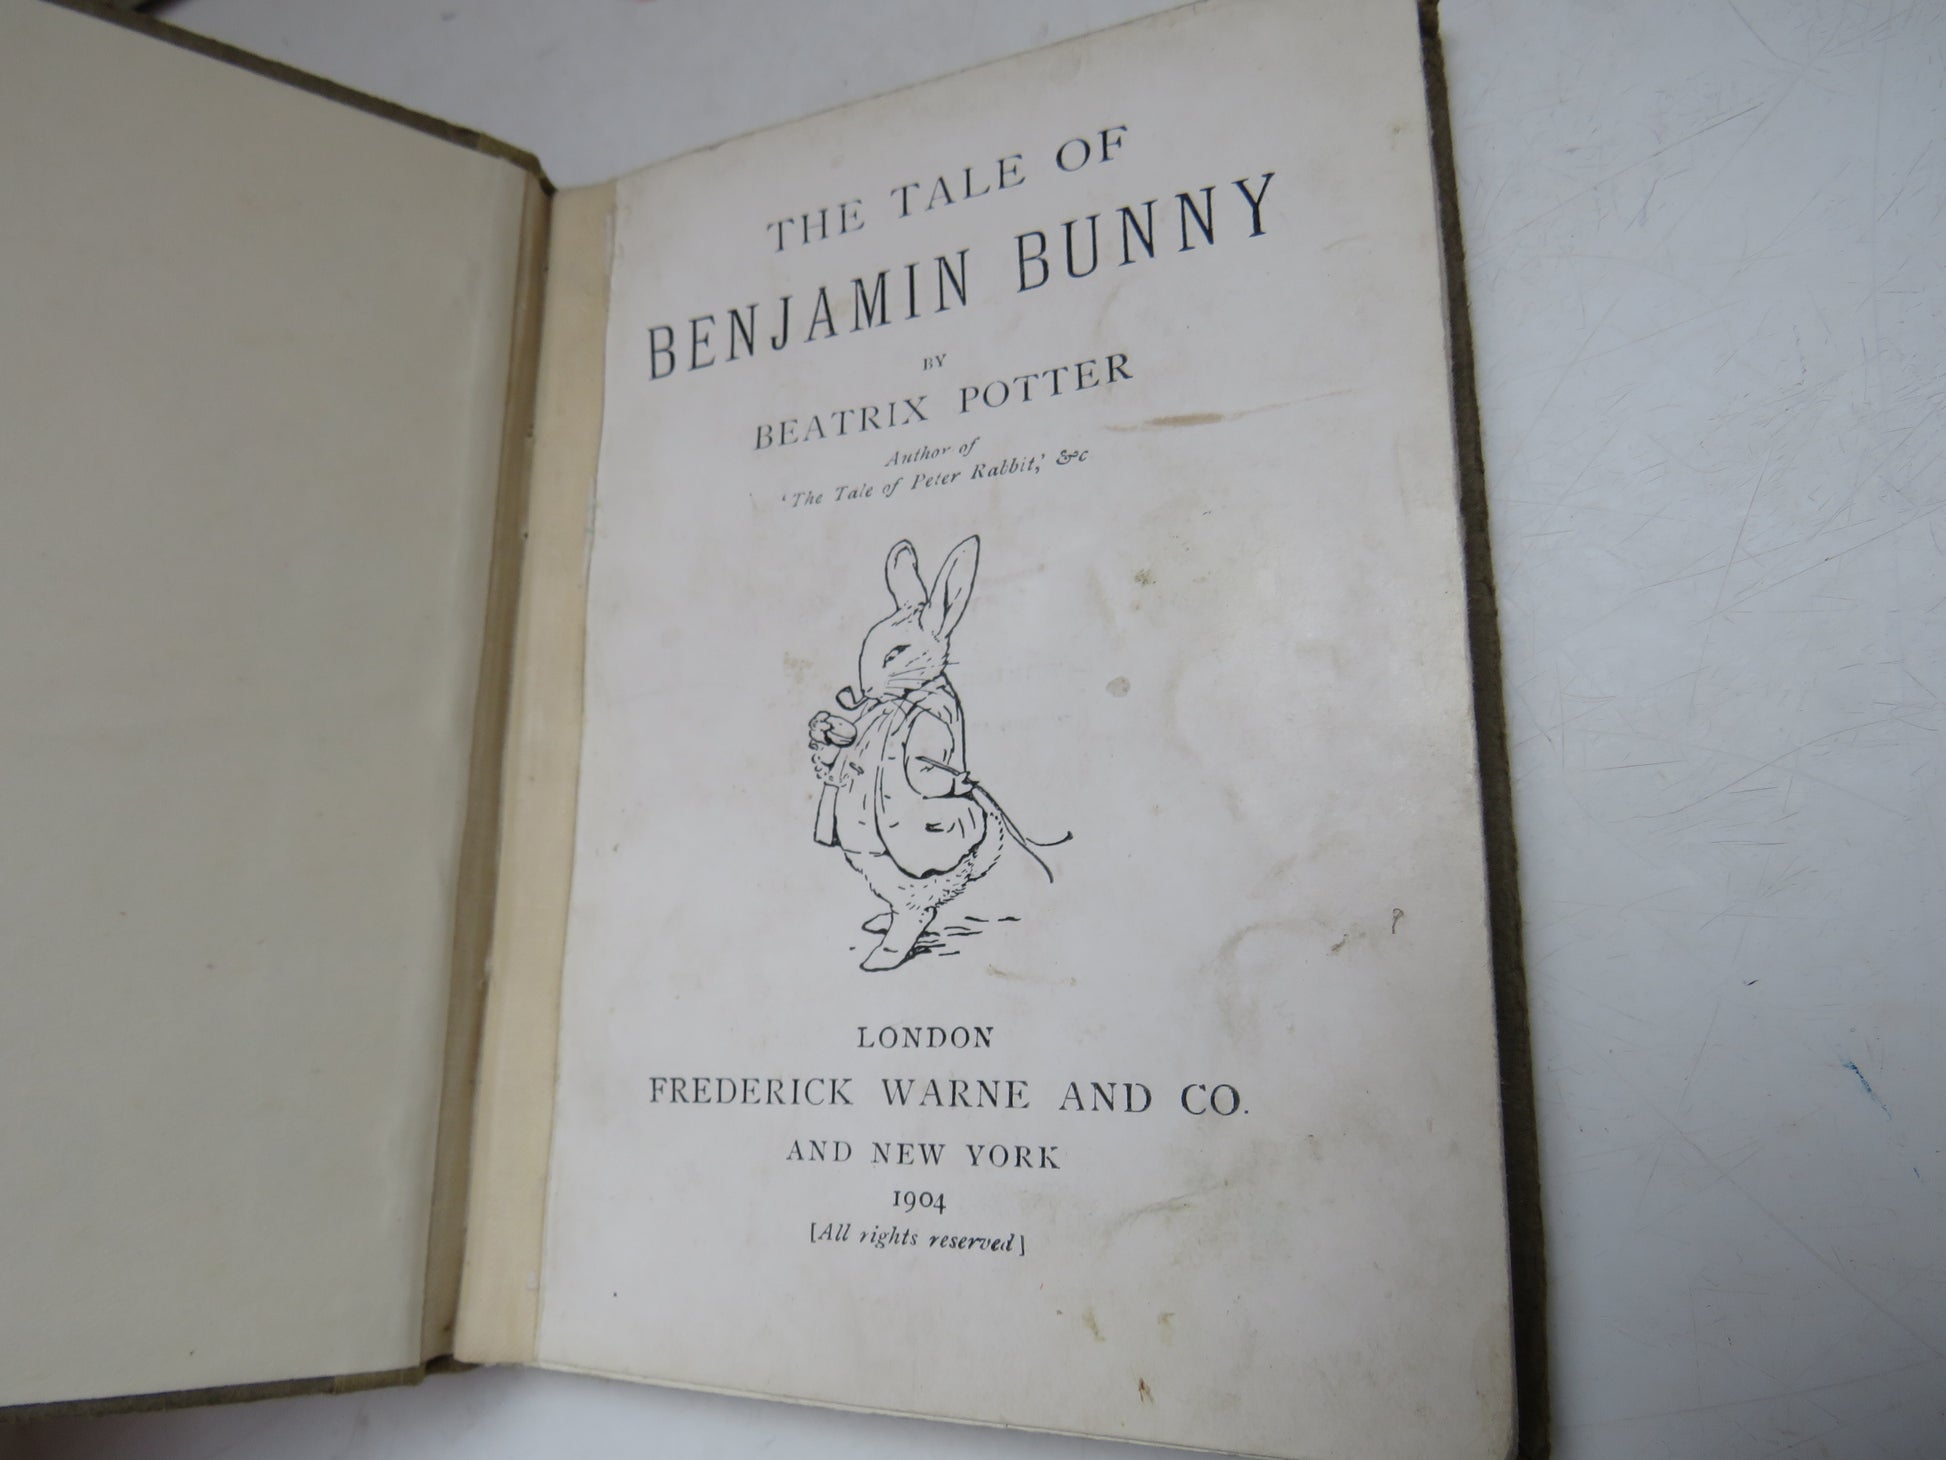 THE TALE OF
BENJAMIN BUNNY
BY
BEATRIX POTTER
Author of
'The Tale of Peter Rabbit,' &c
LONDON
FREDERICK WARNE AND CO.
AND NEW YORK
1904
[All rights reserved]